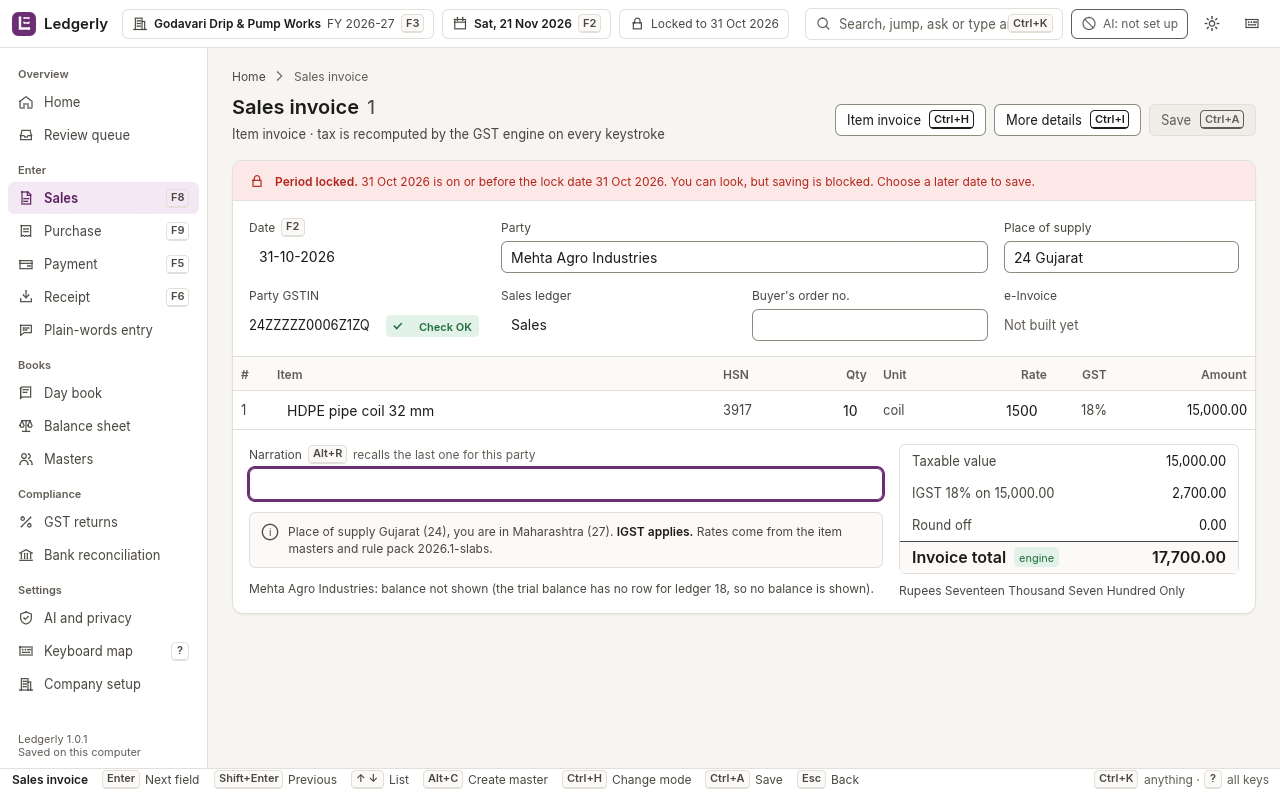 Ledgerly
Godavari Drip & Pump Works FY 2026-27 F3
Sat, 21 Nov 2026 F2
Locked to 31 Oct 2026
Search, jump, ask or type a Ctrl+K
AI: not set up
Overview
Home
Review queue
Enter
Sales F8
Purchase F9
Payment F5
Receipt F6
Plain-words entry
Books
Day book
Balance sheet
Masters
Compliance
GST returns
Bank reconciliation
Settings
AI and privacy
Keyboard map ?
Company setup
Ledgerly 1.0.1
Saved on this computer
Home > Sales invoice
Sales invoice 1
Item invoice · tax is recomputed by the GST engine on every keystroke
Item invoice Ctrl+H
More details Ctrl+I
Save Ctrl+A
Period locked. 31 Oct 2026 is on or before the lock date 31 Oct 2026. You can look, but saving is blocked. Choose a later date to save.
Date F2 Party Place of supply
31-10-2026 Mehta Agro Industries 24 Gujarat
Party GSTIN Sales ledger Buyer's order no. e-Invoice
24ZZZZZ0006Z1ZQ Check OK Sales Not built yet
# Item HSN Qty Unit Rate GST Amount
1 HDPE pipe coil 32 mm 3917 10 coil 1500 18% 15,000.00
Narration Alt+R recalls the last one for this party
Place of supply Gujarat (24), you are in Maharashtra (27). IGST applies. Rates come from the item
masters and rule pack 2026.1-slabs.
Mehta Agro Industries: balance not shown (the trial balance has no row for ledger 18, so no balance is shown).
Taxable value 15,000.00
IGST 18% on 15,000.00 2,700.00
Round off 0.00
Invoice total engine 17,700.00
Rupees Seventeen Thousand Seven Hundred Only
Sales invoice Enter Next field Shift+Enter Previous ↑ ↓ List Alt+C Create master Ctrl+H Change mode Ctrl+A Save Esc Back Ctrl+K anything · ? all keys